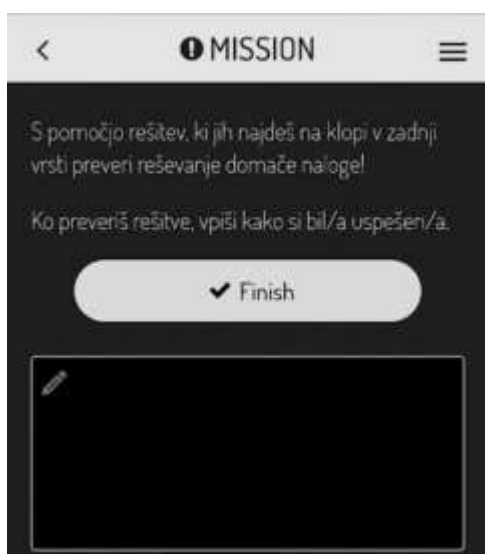 MISSION
S pomočjo rešitev, ki jih najdeš na klopi v zadnji
vrsti preveri reševanje domače naloge!
Ko preveriš rešitve, vpiši kako si bil/a uspešen/a.
Finish